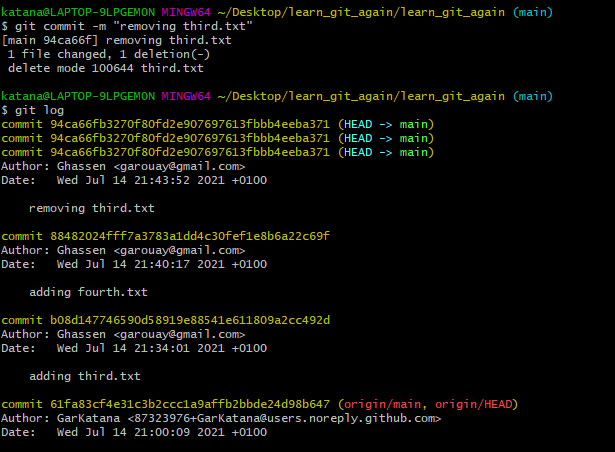 katana@LAPTOP-9LPGEM0N MINGW64 ~/Desktop/learn_git_again/learn_git_again (main)
$ git commit -m "removing third.txt"
[main 94ca66f] removing third.txt
 1 file changed, 1 deletion(-)
 delete mode 100644 third.txt

katana@LAPTOP-9LPGEM0N MINGW64 ~/Desktop/learn_git_again/learn_git_again (main)
$ git log
commit 94ca66fb3270f80fd2e907697613fbbb4eeba371 (HEAD -> main)
commit 94ca66fb3270f80fd2e907697613fbbb4eeba371 (HEAD -> main)
commit 94ca66fb3270f80fd2e907697613fbbb4eeba371 (HEAD -> main)
Author: Ghassen <garouay@gmail.com>
Date:   Wed Jul 14 21:43:52 2021 +0100

    removing third.txt

commit 88482024fff7a3783a1dd4c30fef1e8b6a22c69f
Author: Ghassen <garouay@gmail.com>
Date:   Wed Jul 14 21:40:17 2021 +0100

    adding fourth.txt

commit b08d147746590d58919e88541e611809a2cc492d
Author: Ghassen <garouay@gmail.com>
Date:   Wed Jul 14 21:34:01 2021 +0100

    adding third.txt

commit 61fa83cf4e31c3b2ccc1a9affb2bbde24d98b647 (origin/main, origin/HEAD)
Author: GarKatana <87323976+GarKatana@users.noreply.github.com>
Date:   Wed Jul 14 21:00:09 2021 +0100